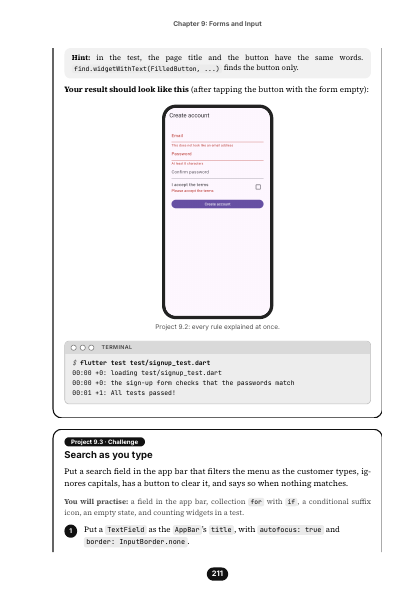 Chapter 9: Forms and Input
Hint: in the test, the page title and the button have the same words.
find.widgetWithText(FilledButton, ...) finds the button only.
Your result should look like this (after tapping the button with the form empty):
Create account
Email
This does not look like an email address
Password
At least 8 characters
Confirm password
I accept the terms
Please accept the terms
Create account
Project 9.2: every rule explained at once.
TERMINAL
$ flutter test test/signup_test.dart
00:00 +0: loading test/signup_test.dart
00:00 +0: the sign-up form checks that the passwords match
00:01 +1: All tests passed!
Project 9.3 · Challenge
Search as you type
Put a search field in the app bar that filters the menu as the customer types, ig-
nores capitals, has a button to clear it, and says so when nothing matches.
You will practise: a field in the app bar, collection for with if, a conditional suffix
icon, an empty state, and counting widgets in a test.
1 Put a TextField as the AppBar's title, with autofocus: true and
border: InputBorder.none.
211